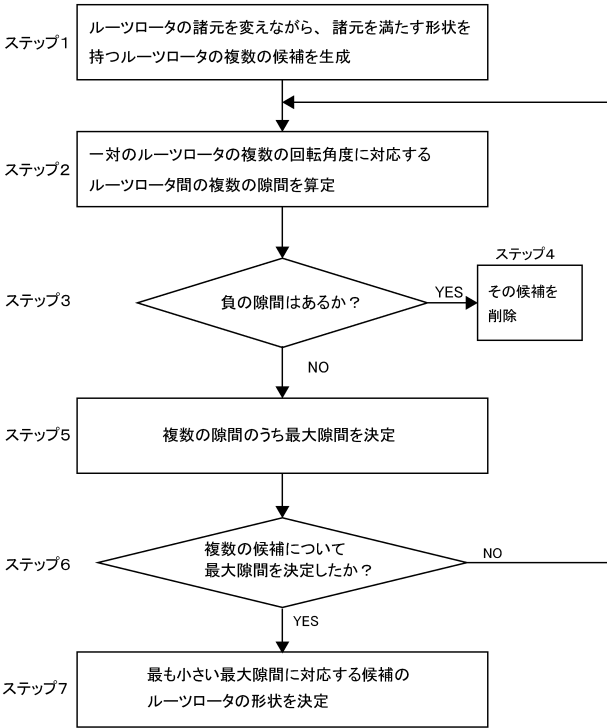 ステップ1
ルーツロータの諸元を変えながら、諸元を満たす形状を
持つルーツロータの複数の候補を生成
ステップ2
一対のルーツロータの複数の回転角度に対応する
ルーツロータ間の複数の隙間を算定
ステップ3
負の隙間はあるか？
YES
ステップ4
その候補を
削除
NO
ステップ5
複数の隙間のうち最大隙間を決定
ステップ6
複数の候補について
最大隙間を決定したか？
NO
YES
ステップ7
最も小さい最大隙間に対応する候補の
ルーツロータの形状を決定